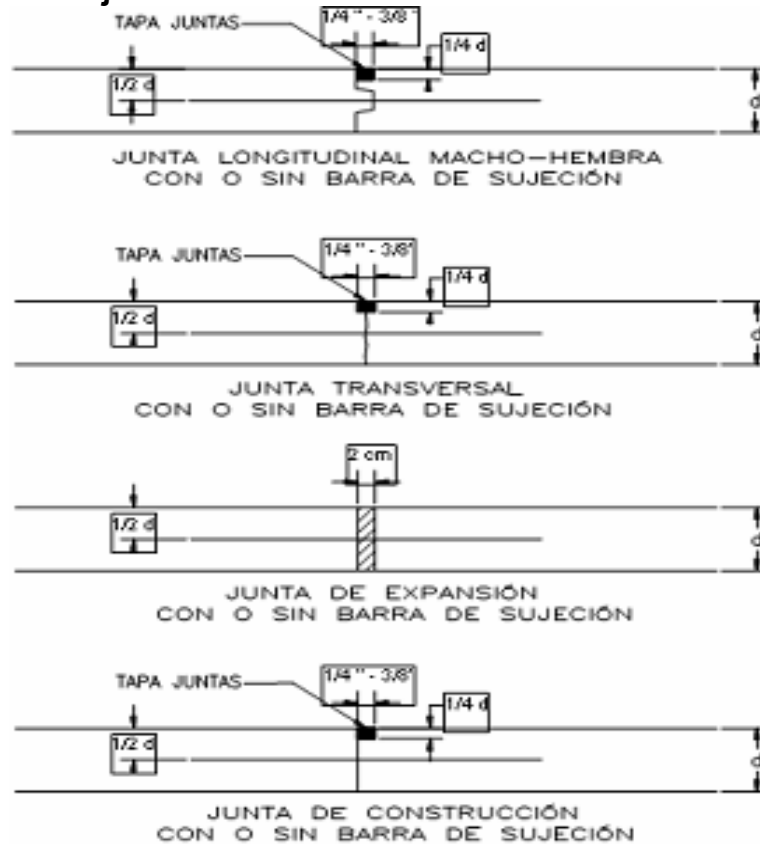 1/4 " - 3/8"
TAPA JUNTAS
1/4 d
1/2 d
d
JUNTA LONGITUDINAL MACHO-HEMBRA
CON O SIN BARRA DE SUJECIÓN
1/4 " - 3/8"
TAPA JUNTAS
1/4 d
1/2 d
d
JUNTA TRANSVERSAL
CON O SIN BARRA DE SUJECIÓN
2 cm
1/2 d
d
JUNTA DE EXPANSIÓN
CON O SIN BARRA DE SUJECIÓN
1/4 " - 3/8"
TAPA JUNTAS
1/4 d
1/2 d
d
JUNTA DE CONSTRUCCIÓN
CON O SIN BARRA DE SUJECIÓN